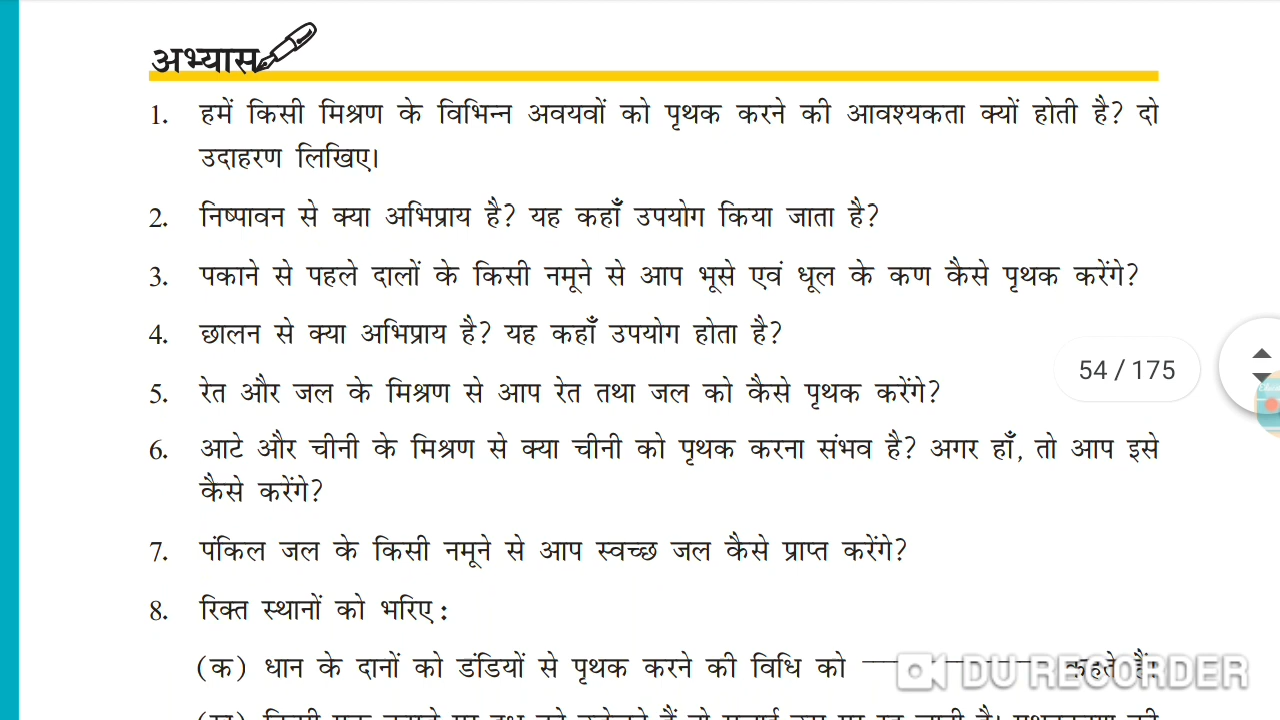 अभ्यास
1. हमें किसी मिश्रण के विभिन्न अवयवों को पृथक करने की आवश्यकता क्यों होती है? दो
उदाहरण लिखिए।
2. निष्पावन से क्या अभिप्राय है? यह कहाँ उपयोग किया जाता है?
3. पकाने से पहले दालों के किसी नमूने से आप भूसे एवं धूल के कण कैसे पृथक करेंगे?
4. छालन से क्या अभिप्राय है? यह कहाँ उपयोग होता है?
54 / 175
5. रेत और जल के मिश्रण से आप रेत तथा जल को कैसे पृथक करेंगे?
6. आटे और चीनी के मिश्रण से क्या चीनी को पृथक करना संभव है? अगर हाँ, तो आप इसे
कैसे करेंगे?
7. पंकिल जल के किसी नमूने से आप स्वच्छ जल कैसे प्राप्त करेंगे?
8. रिक्त स्थानों को भरिए:
(क) धान के दानों को डंडियों से पृथक करने की विधि को ——————— कहते हैं।
DU RECORDER